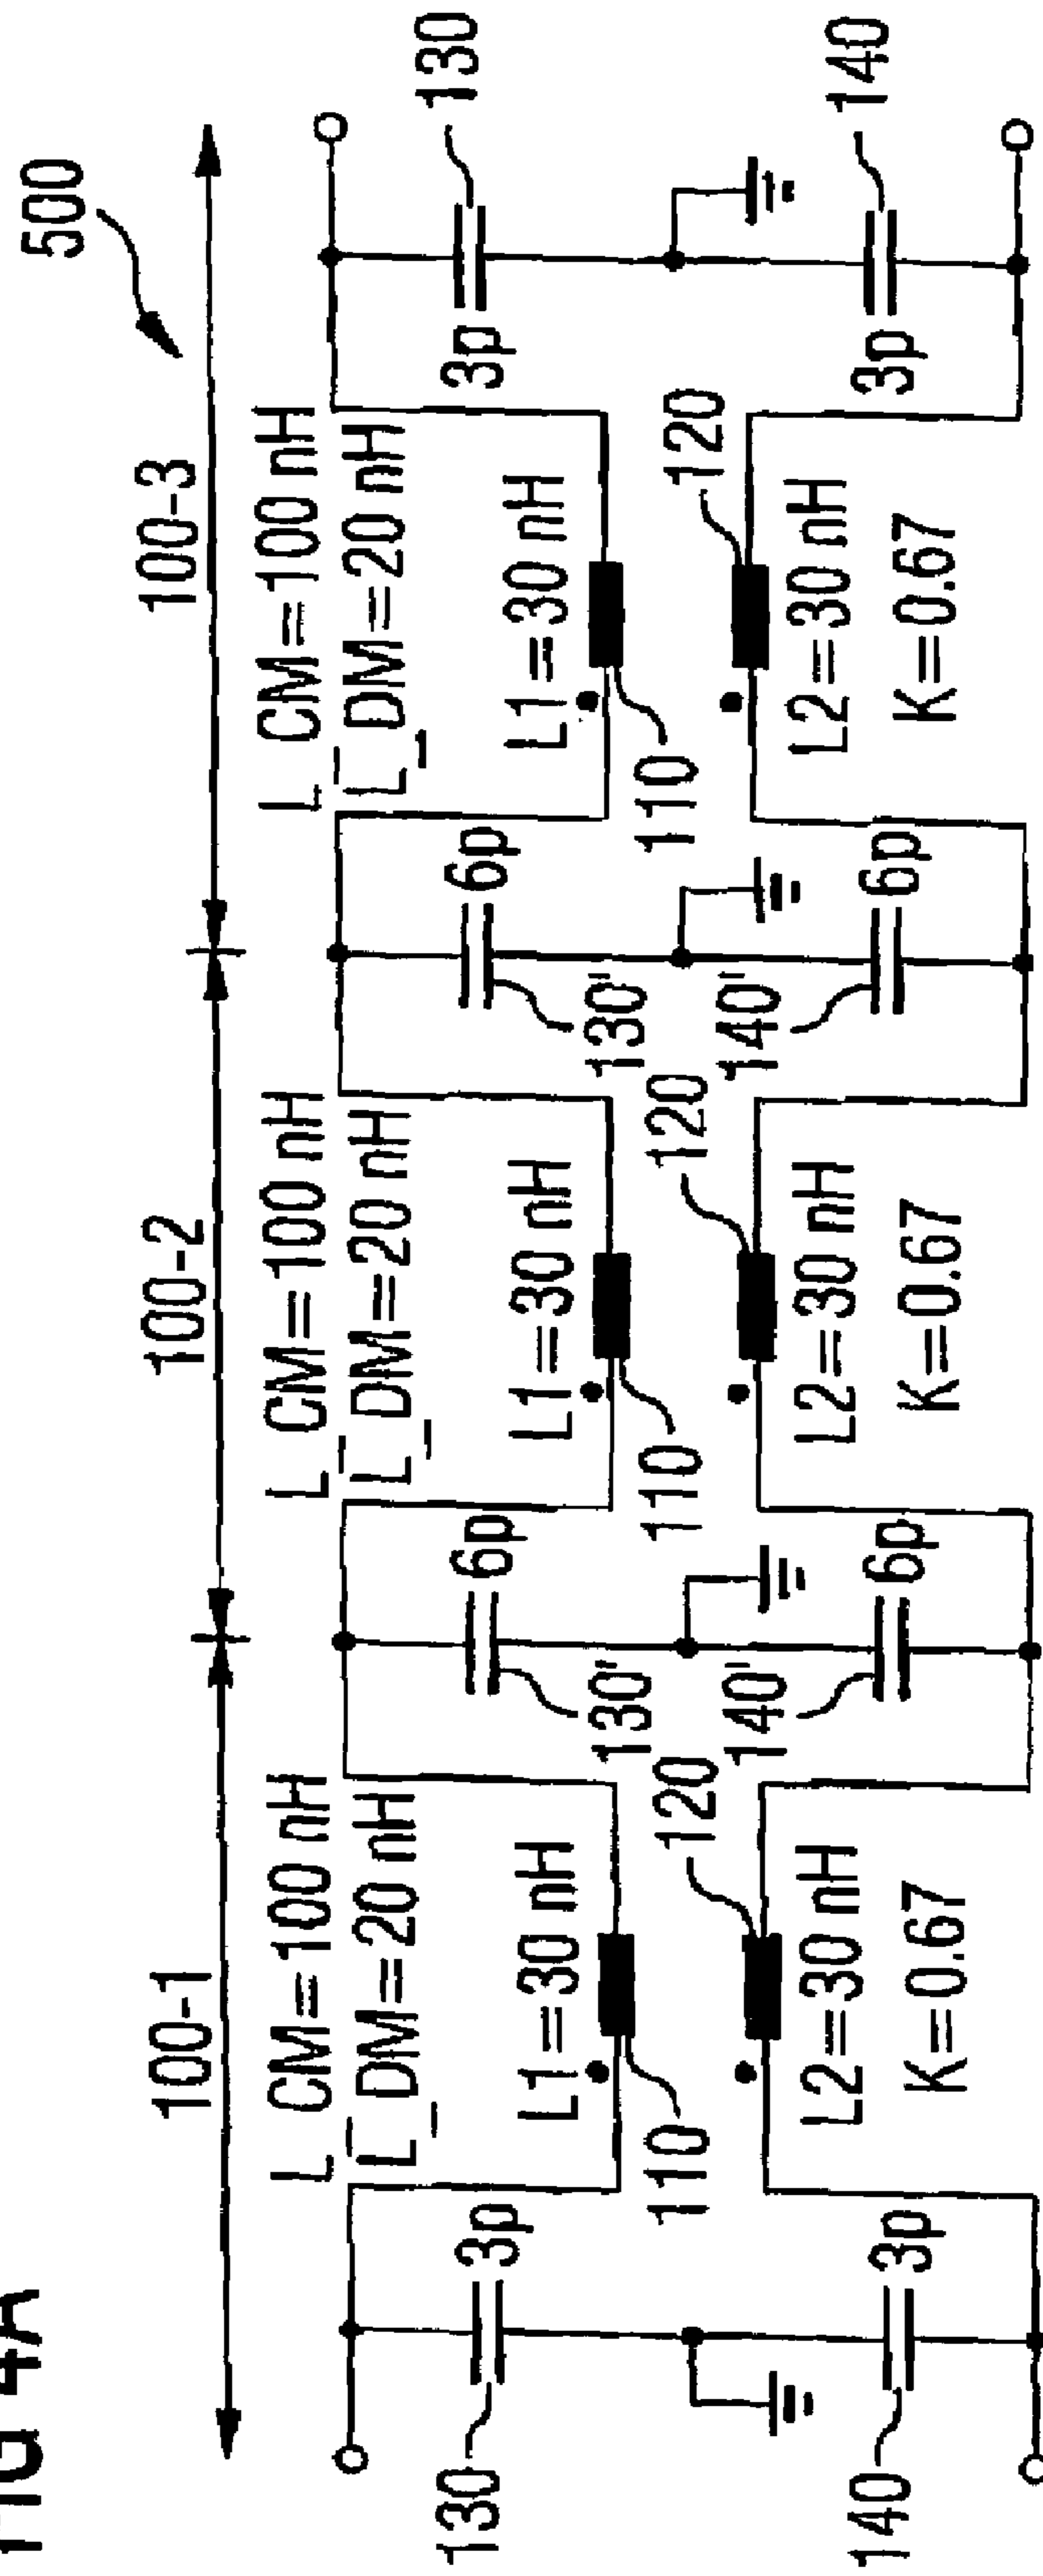 FIG 4A
500
100-1
100-2
100-3
L_CM=100 nH
L_DM=20 nH
L_CM=100 nH
L_DM=20 nH
L_CM=100 nH
L_DM=20 nH
130
3p
L1=30 nH
110
6p
130'
L1=30 nH
110
6p
130'
L1=30 nH
110
3p
130
140
3p
120
L2=30 nH
K=0.67
140'
6p
120
L2=30 nH
K=0.67
140'
6p
120
L2=30 nH
K=0.67
3p
140